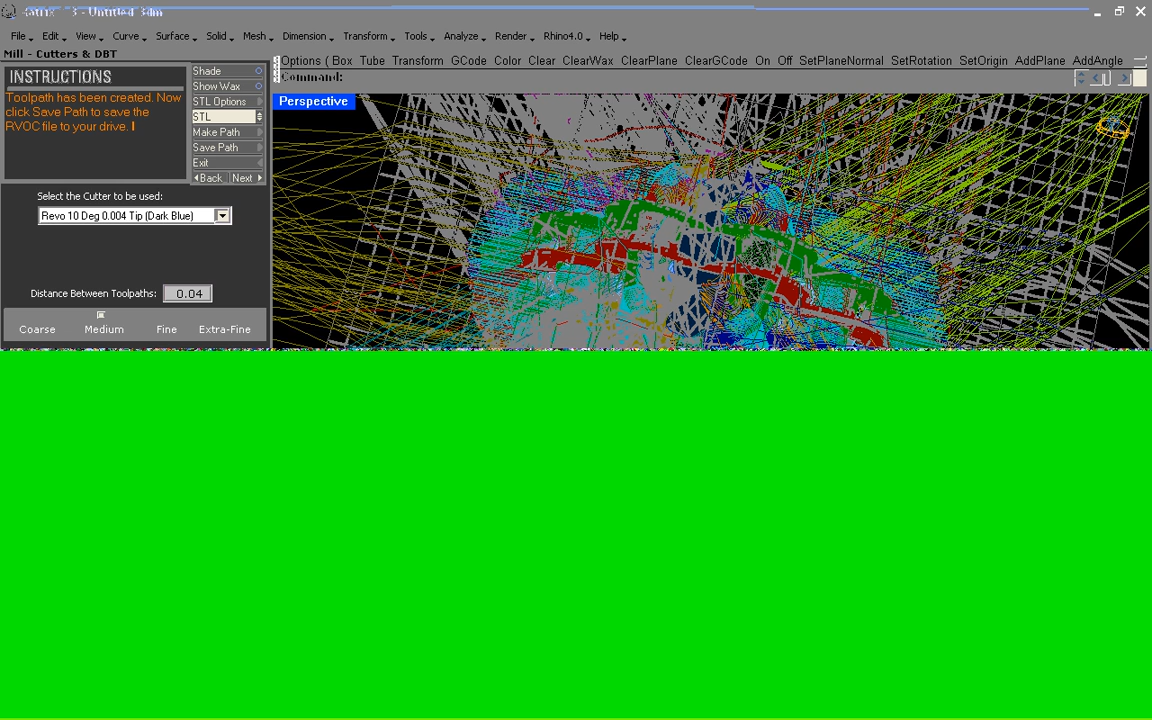 3 - Untitled 3dm
File Edit View Curve Surface Solid Mesh Dimension Transform Tools Analyze Render Rhino4.0 Help
Mill - Cutters & DBT
Options ( Box Tube Transform GCode Color Clear ClearWax ClearPlane ClearGCode On Off SetPlaneNormal SetRotation SetOrigin AddPlane AddAngle
Command:
INSTRUCTIONS
Toolpath has been created. Now
click Save Path to save the
RVOC file to your drive. I
Shade
Show Wax
STL Options
STL
Make Path
Save Path
Exit
Back Next
Perspective
Select the Cutter to be used:
Revo 10 Deg 0.004 Tip (Dark Blue)
Distance Between Toolpaths: 0.04
Coarse Medium Fine Extra-Fine